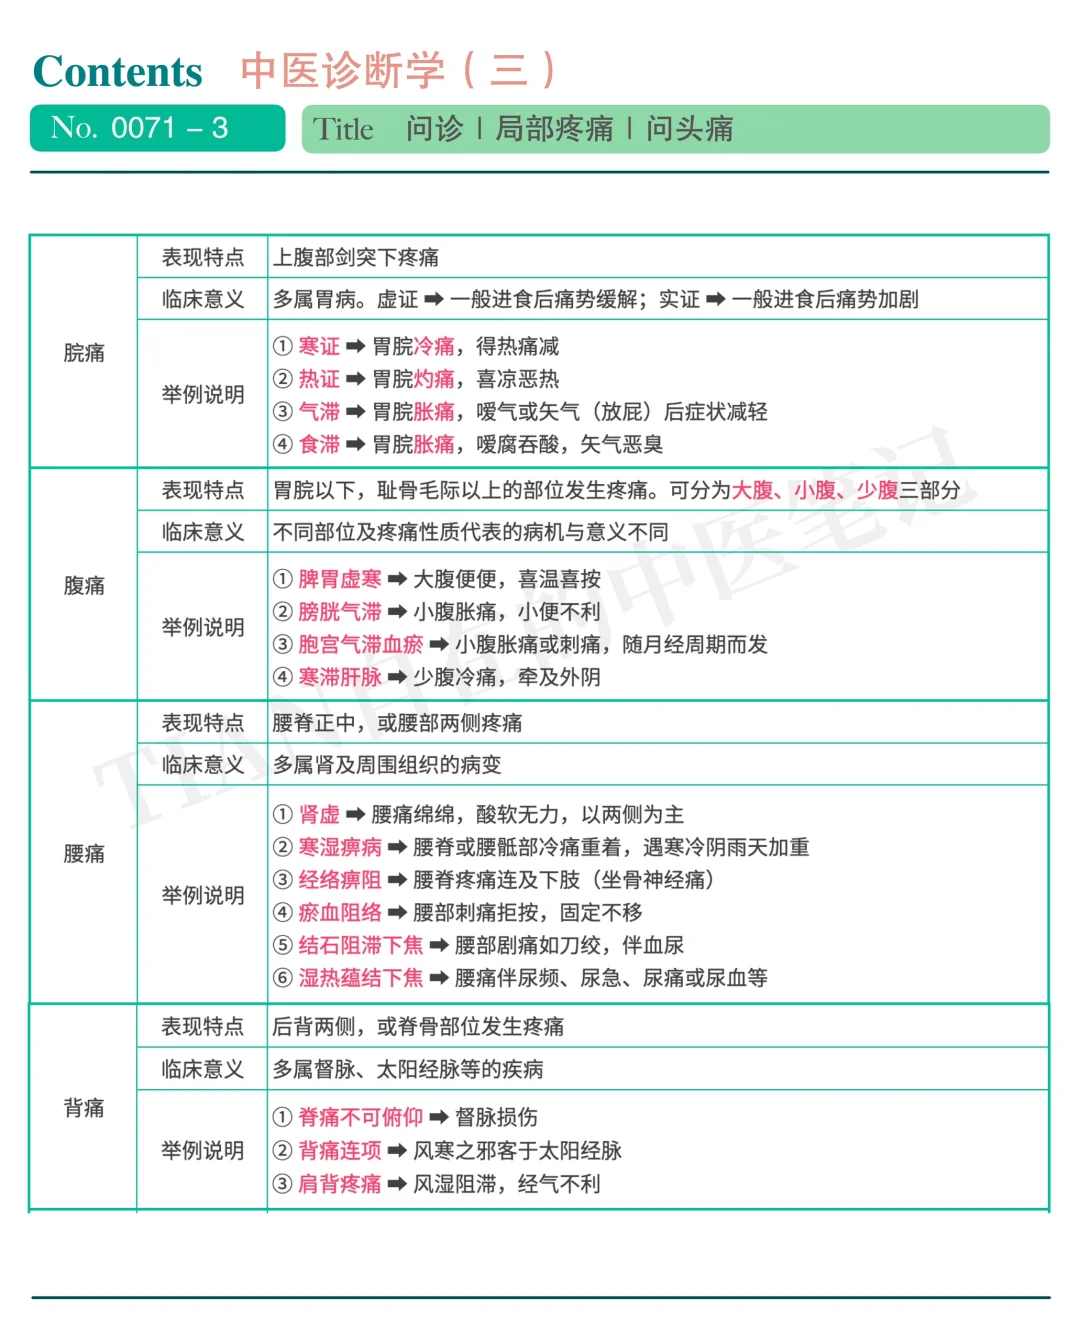 Contents 中医诊断学（三）
No. 0071 – 3
Title 问诊 | 局部疼痛 | 问头痛
脘痛
表现特点 上腹部剑突下疼痛
临床意义 多属胃病。虚证 ➡ 一般进食后痛势缓解；实证 ➡ 一般进食后痛势加剧
举例说明
① 寒证 ➡ 胃脘冷痛，得热痛减
② 热证 ➡ 胃脘灼痛，喜凉恶热
③ 气滞 ➡ 胃脘胀痛，嗳气或矢气（放屁）后症状减轻
④ 食滞 ➡ 胃脘胀痛，嗳腐吞酸，矢气恶臭
腹痛
表现特点 胃脘以下，耻骨毛际以上的部位发生疼痛。可分为大腹、小腹、少腹三部分
临床意义 不同部位及疼痛性质代表的病机与意义不同
举例说明
① 脾胃虚寒 ➡ 大腹便便，喜温喜按
② 膀胱气滞 ➡ 小腹胀痛，小便不利
③ 胞宫气滞血瘀 ➡ 小腹胀痛或刺痛，随月经周期而发
④ 寒滞肝脉 ➡ 少腹冷痛，牵及外阴
腰痛
表现特点 腰脊正中，或腰部两侧疼痛
临床意义 多属肾及周围组织的病变
举例说明
① 肾虚 ➡ 腰痛绵绵，酸软无力，以两侧为主
② 寒湿痹病 ➡ 腰脊或腰骶部冷痛重着，遇寒冷阴雨天加重
③ 经络痹阻 ➡ 腰脊疼痛连及下肢（坐骨神经痛）
④ 瘀血阻络 ➡ 腰部刺痛拒按，固定不移
⑤ 结石阻滞下焦 ➡ 腰部剧痛如刀绞，伴血尿
⑥ 湿热蕴结下焦 ➡ 腰痛伴尿频、尿急、尿痛或尿血等
背痛
表现特点 后背两侧，或脊骨部位发生疼痛
临床意义 多属督脉、太阳经脉等的疾病
举例说明
① 脊痛不可俯仰 ➡ 督脉损伤
② 背痛连项 ➡ 风寒之邪客于太阳经脉
③ 肩背疼痛 ➡ 风湿阻滞，经气不利
TIAN自在的中医笔记